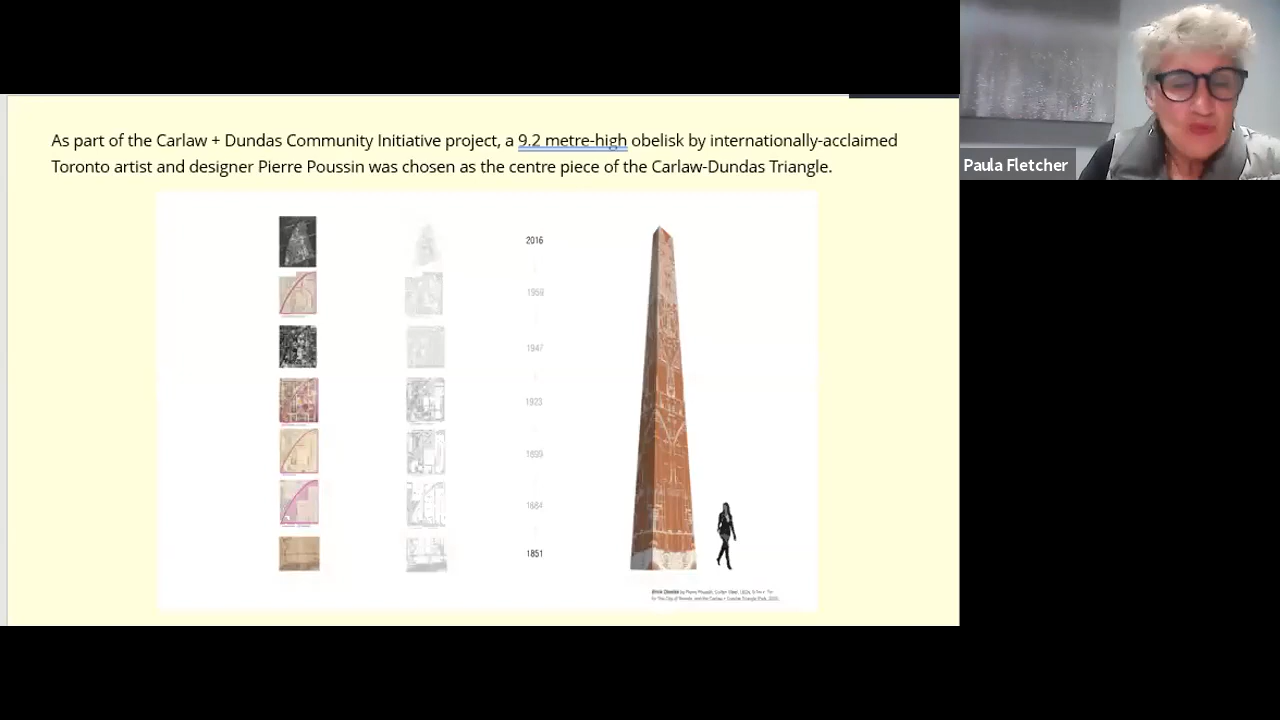 As part of the Carlaw + Dundas Community Initiative project, a 9.2 metre-high obelisk by internationally-acclaimed
Toronto artist and designer Pierre Poussin was chosen as the centre piece of the Carlaw-Dundas Triangle.
Paula Fletcher
2016
1947
1923
1851